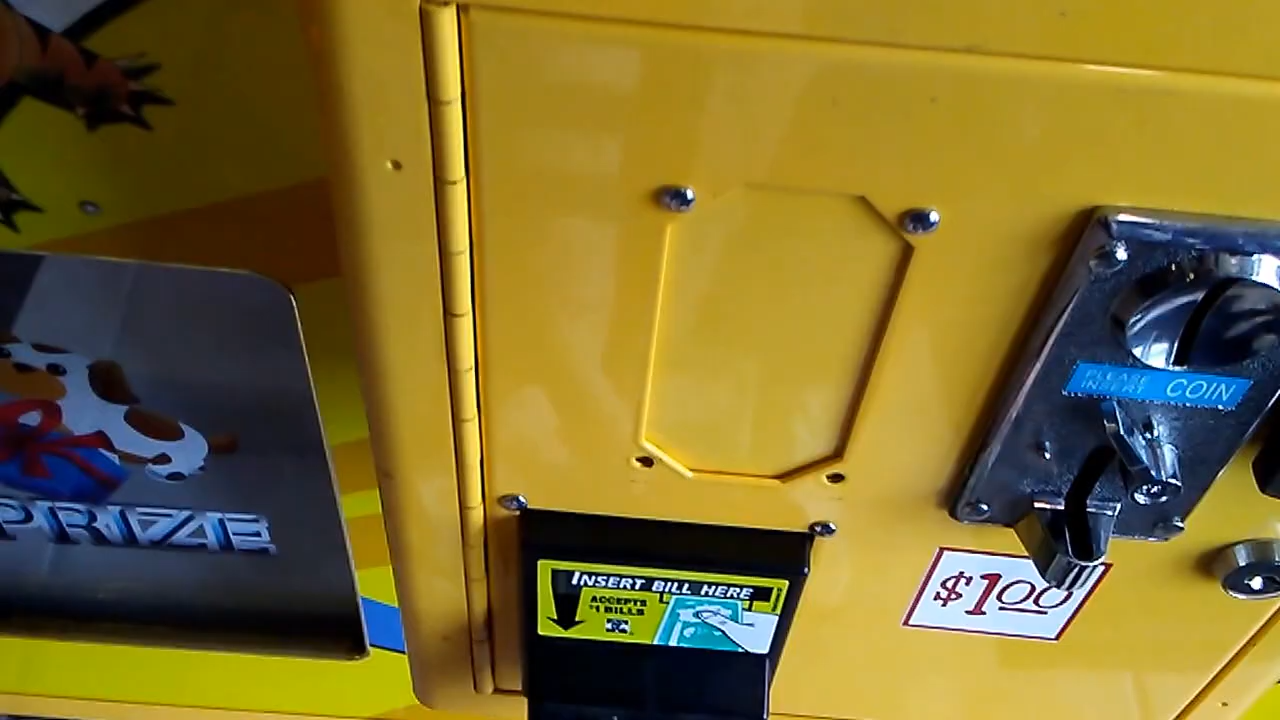 PLEASE
INSERT COIN
PRIZE
INSERT BILL HERE
ACCEPTS
$1 BILLS
$1.00